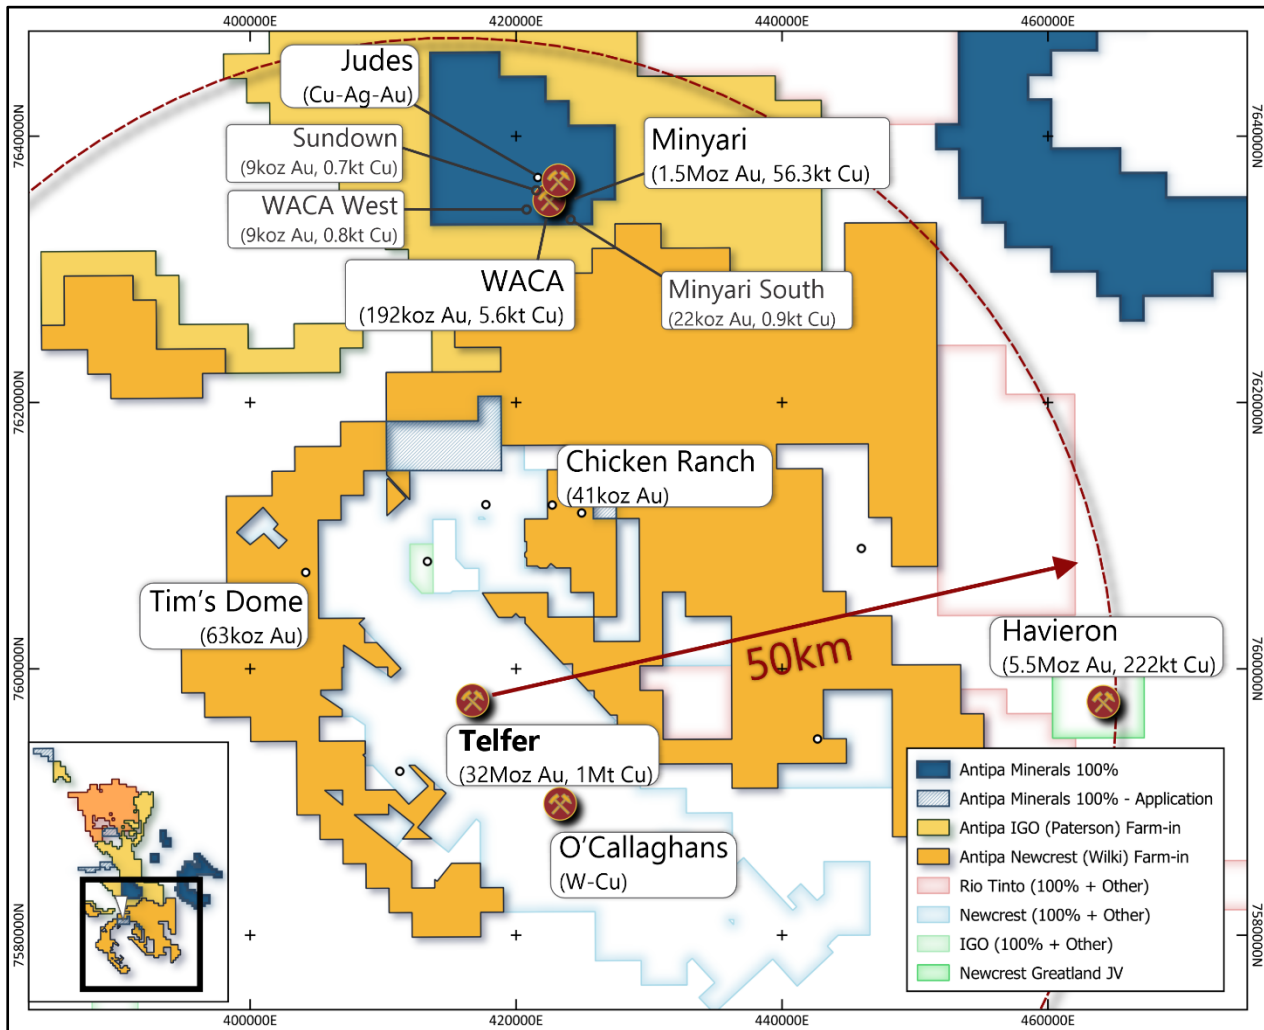 400000E
420000E
440000E
460000E
7640000N
7640000N
Judes
(Cu-Ag-Au)
Sundown
(9koz Au, 0.7kt Cu)
WACA West
(9koz Au, 0.8kt Cu)
Minyari
(1.5Moz Au, 56.3kt Cu)
WACA
(192koz Au, 5.6kt Cu)
Minyari South
(22koz Au, 0.9kt Cu)
7620000N
7620000N
Chicken Ranch
(41koz Au)
Tim's Dome
(63koz Au)
50km
Havieron
(5.5Moz Au, 222kt Cu)
7600000N
7600000N
Telfer
(32Moz Au, 1Mt Cu)
O'Callaghans
(W-Cu)
Antipa Minerals 100%
Antipa Minerals 100% - Application
Antipa IGO (Paterson) Farm-in
Antipa Newcrest (Wilki) Farm-in
Rio Tinto (100% + Other)
Newcrest (100% + Other)
IGO (100% + Other)
Newcrest Greatland JV
7580000N
7580000N
400000E
420000E
440000E
460000E